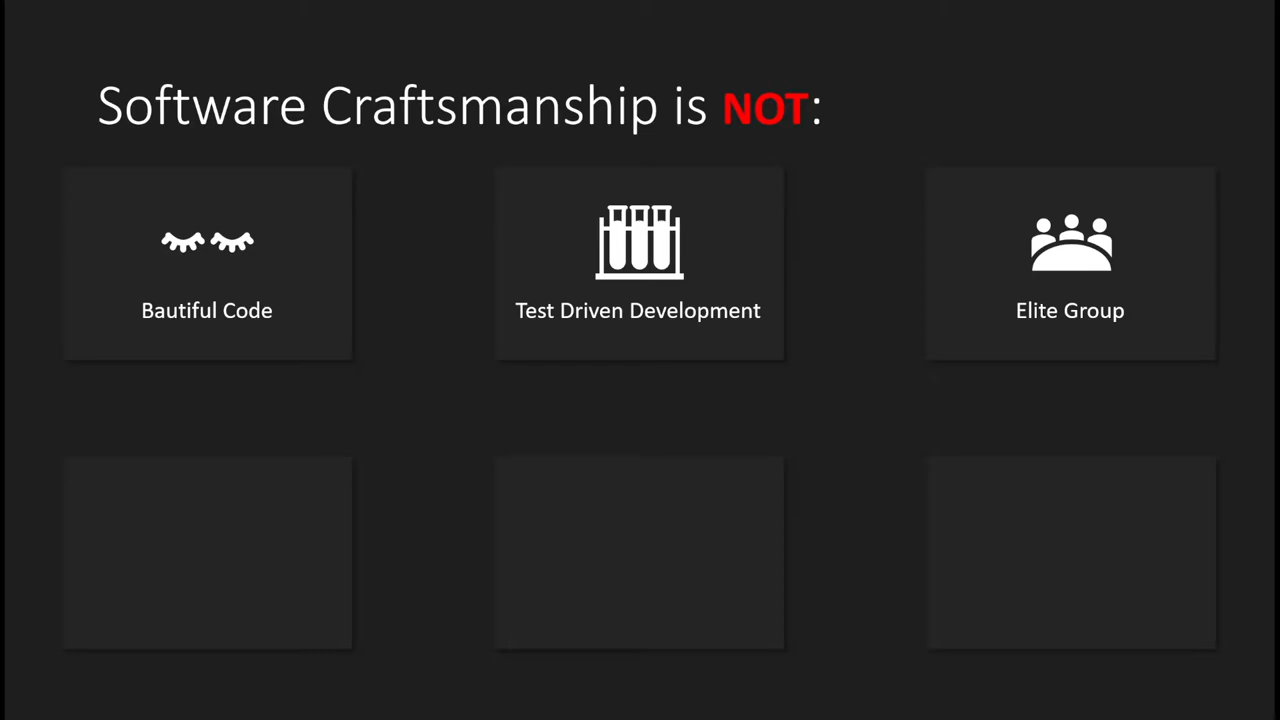 Software Craftsmanship is NOT:
Bautiful Code
Test Driven Development
Elite Group